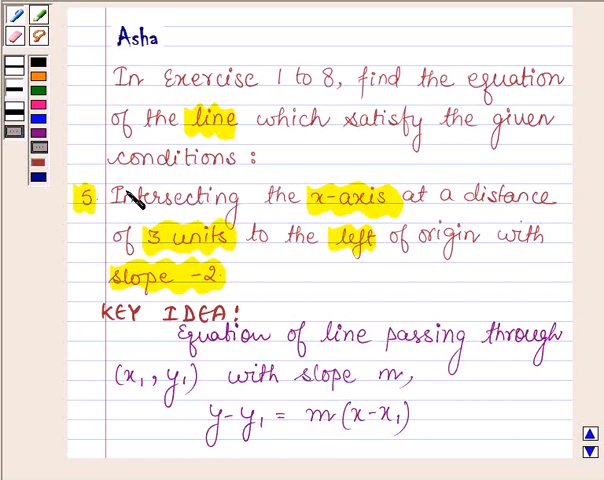 Asha
In Exercise 1 to 8, find the equation
of the line which satisfy the given
conditions :
5. Intersecting the x-axis at a distance
of 3 units to the left of origin with
slope -2.
KEY IDEA!
Equation of line passing through
(x₁, y₁) with slope m,
y-y₁ = m(x-x₁)